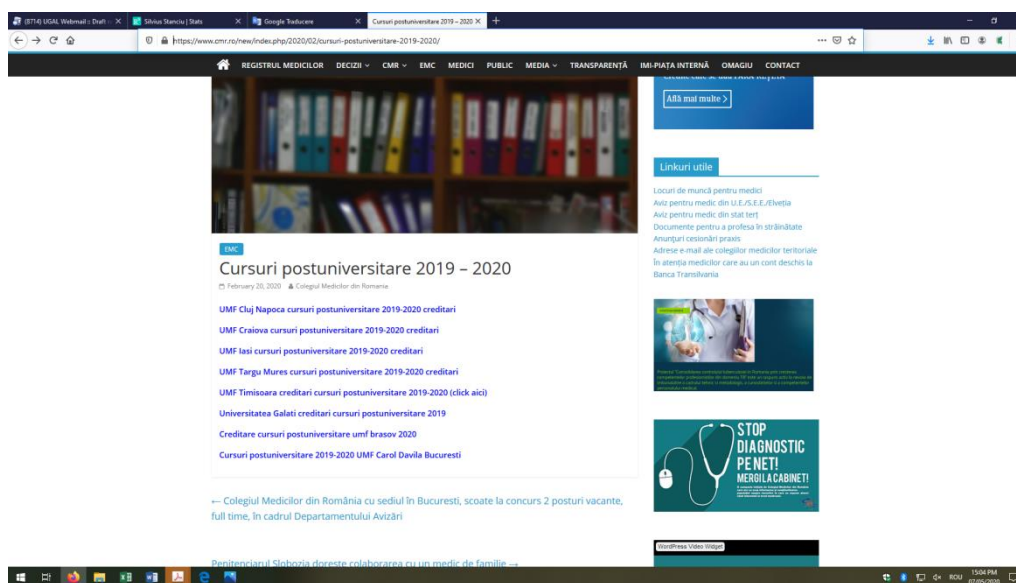 (8714) UGAL Webmail :: Draft
Silvius Stanciu | Stats
Google Traducere
Cursuri postuniversitare 2019 – 2020
https://www.cmr.ro/new/index.php/2020/02/cursuri-postuniversitare-2019-2020/
REGISTRUL MEDICILOR DECIZII CMR EMC MEDICI PUBLIC MEDIA TRANSPARENȚĂ IMI-PIAȚA INTERNĂ OMAGIU CONTACT
Află mai multe >
Linkuri utile
Locuri de muncă pentru medici
Aviz pentru medic din U.E./S.E.E./Elveția
Aviz pentru medic din stat terț
Documente pentru a profesa în străinătate
Anunțuri cesionări praxis
Adrese e-mail ale colegiilor medicilor teritoriale
În atenția medicilor care au un cont deschis la
Banca Transilvania
EMC
Cursuri postuniversitare 2019 – 2020
February 20, 2020 Colegiul Medicilor din Romania
UMF Cluj Napoca cursuri postuniversitare 2019-2020 creditari
UMF Craiova cursuri postuniversitare 2019-2020 creditari
UMF Iasi cursuri postuniversitare 2019-2020 creditari
UMF Targu Mures cursuri postuniversitare 2019-2020 creditari
UMF Timisoara creditari cursuri postuniversitare 2019-2020 (click aici)
Universitatea Galati creditari cursuri postuniversitare 2019
Creditare cursuri postuniversitare umf brasov 2020
Cursuri postuniversitare 2019-2020 UMF Carol Davila Bucuresti
← Colegiul Medicilor din România cu sediul în Bucuresti, scoate la concurs 2 posturi vacante,
full time, în cadrul Departamentului Avizări
Penitenciarul Slobozia dorește colaborarea cu un medic de familie →
STOP
DIAGNOSTIC
PE NET!
MERGI LA CABINET!
WordPress Video Widget
ROU
15:04 PM
07/05/2020